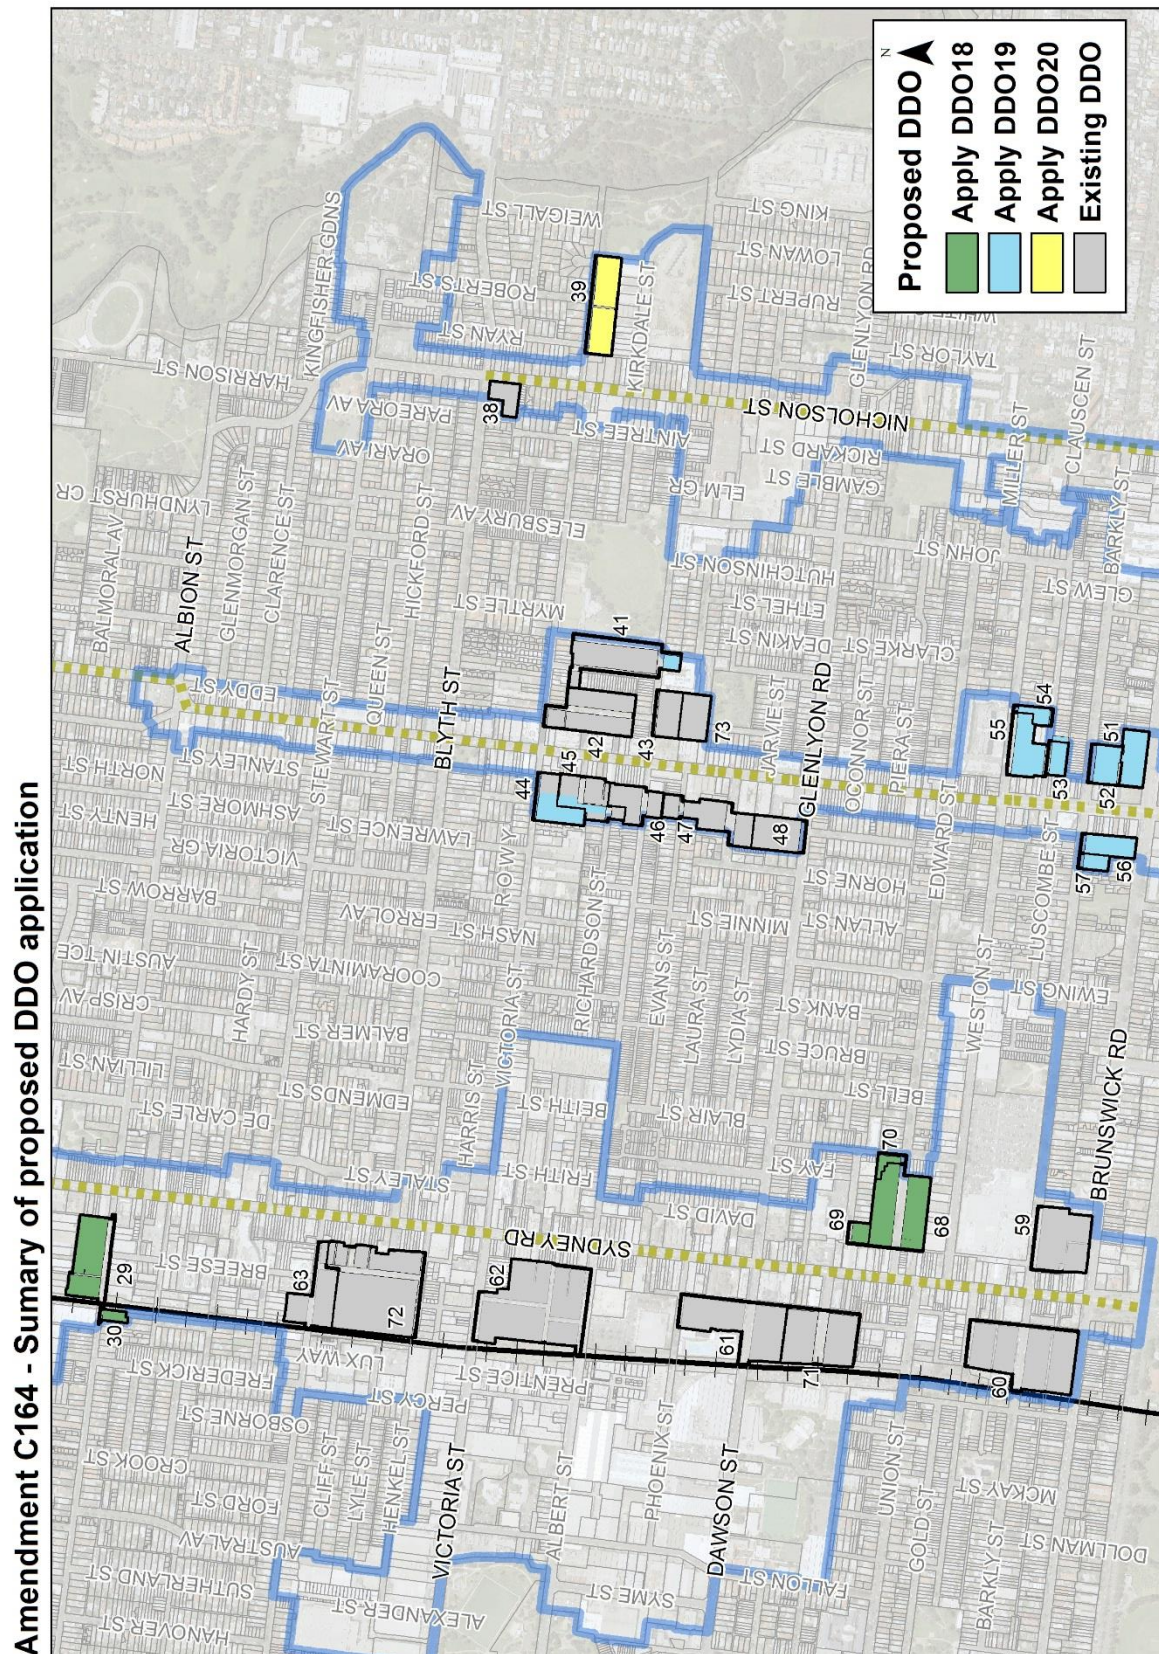 Amendment C164 - Sumary of proposed DDO application
Proposed DDO
N
Apply DDO18
Apply DDO19
Apply DDO20
Existing DDO
HARRISON ST
KINGFISHER GDNS
PAREORA AV
ORARI AV
LYNDHURST CR
BALMORAL AV
ALBION ST
GLENMORGAN ST
CLARENCE ST
EDDY ST
STANLEY ST
STEWART ST
QUEEN ST
HICKFORD ST
BLYTH ST
ELESBURY AV
MYRTLE ST
WEIGALL ST
ROBERTS ST
RYAN ST
38
39
KIRKDALE ST
AINTREE ST
ELM GR
NICHOLSON ST
KING ST
LOWAN ST
RUPERT ST
GLENLYON RD
TAYLOR ST
RICKARD ST
GAMBLE ST
HUTCHINSON ST
ETHEL ST
DEAKIN ST
CLARKE ST
JOHN ST
MILLER ST
CLAUSCEN ST
BARKLY ST
GLEW ST
41
42
43
73
44
45
46
47
48
JARVIE ST
GLENLYON RD
OCONNOR ST
PIERA ST
EDWARD ST
55
54
53
52
51
57
56
LUSCOMBE ST
HORNE ST
ALLAN ST
MINNIE ST
NORTH ST
HENTY ST
ASHMORE ST
VICTORIA GR
BARROW ST
LAWRENCE ST
ROW Y
NASH ST
ERROL AV
COORAMINTA ST
AUSTIN TCE
CRISP AV
HARDY ST
BALMER ST
LILLIAN ST
DE CARLE ST
EDMENDS ST
STALEY ST
HARRIS ST
VICTORIA ST
RICHARDSON ST
EVANS ST
LAURA ST
LYDIA ST
BEITH ST
FRITH ST
BLAIR ST
BANK ST
BRUCE ST
BELL ST
FAY ST
DAVID ST
WESTON ST
EWING ST
BRUNSWICK RD
70
69
68
59
SYDNEY RD
29
30
BREESE ST
63
72
62
61
71
60
FREDERICK ST
OSBORNE ST
CROOK ST
FORD ST
AUSTRAL AV
SUTHERLAND ST
HANOVER ST
LUX WAY
CLIFF ST
LYLE ST
HENKEL ST
PERCY ST
VICTORIA ST
ALEXANDER ST
PRENTICE ST
ALBERT ST
SYME ST
PHOENIX ST
DAWSON ST
FALLON ST
UNION ST
GOLD ST
BARKLY ST
MCKAY ST
DOLLMAN ST